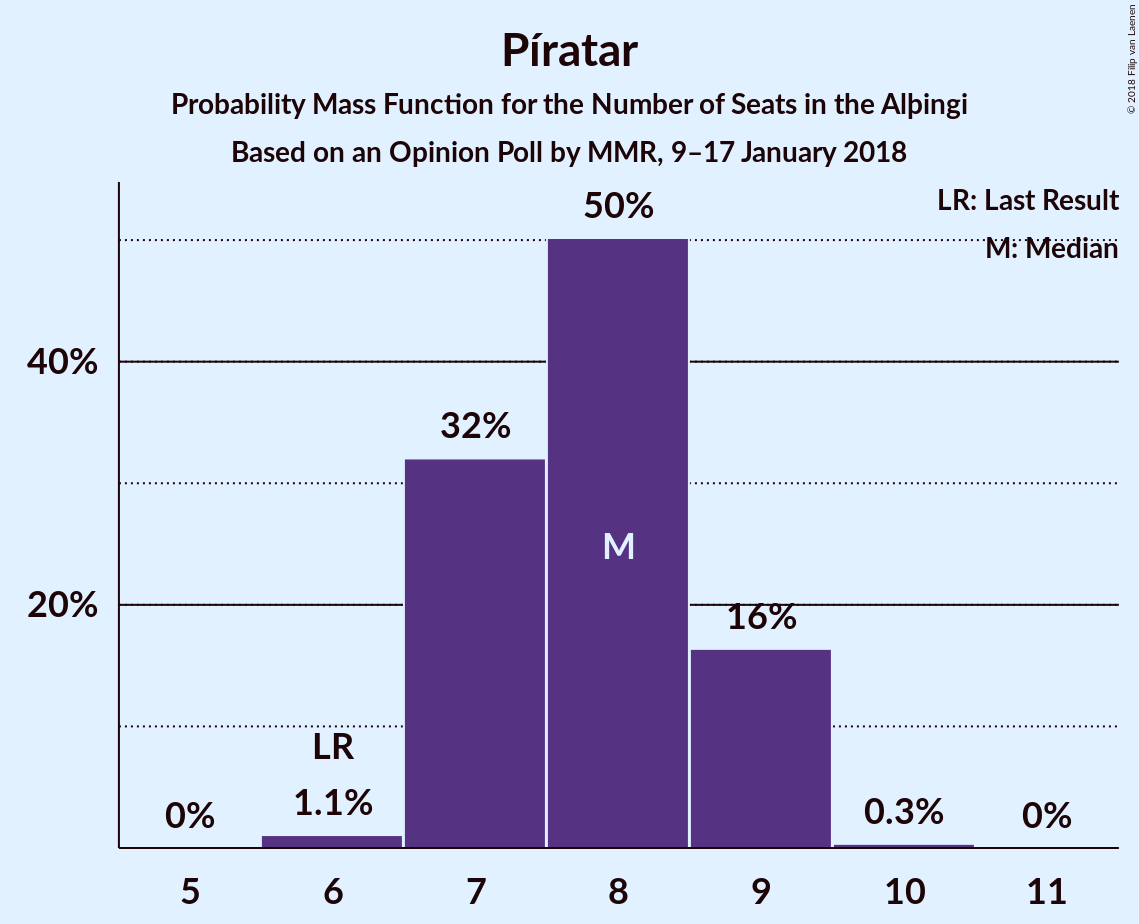 Píratar
Probability Mass Function for the Number of Seats in the Alþingi
Based on an Opinion Poll by MMR, 9–17 January 2018
© 2018 Filip van Laenen
LR: Last Result
M: Median
50%
40%
32%
M
20%
16%
LR
0%
1.1%
0.3%
0%
5 6 7 8 9 10 11